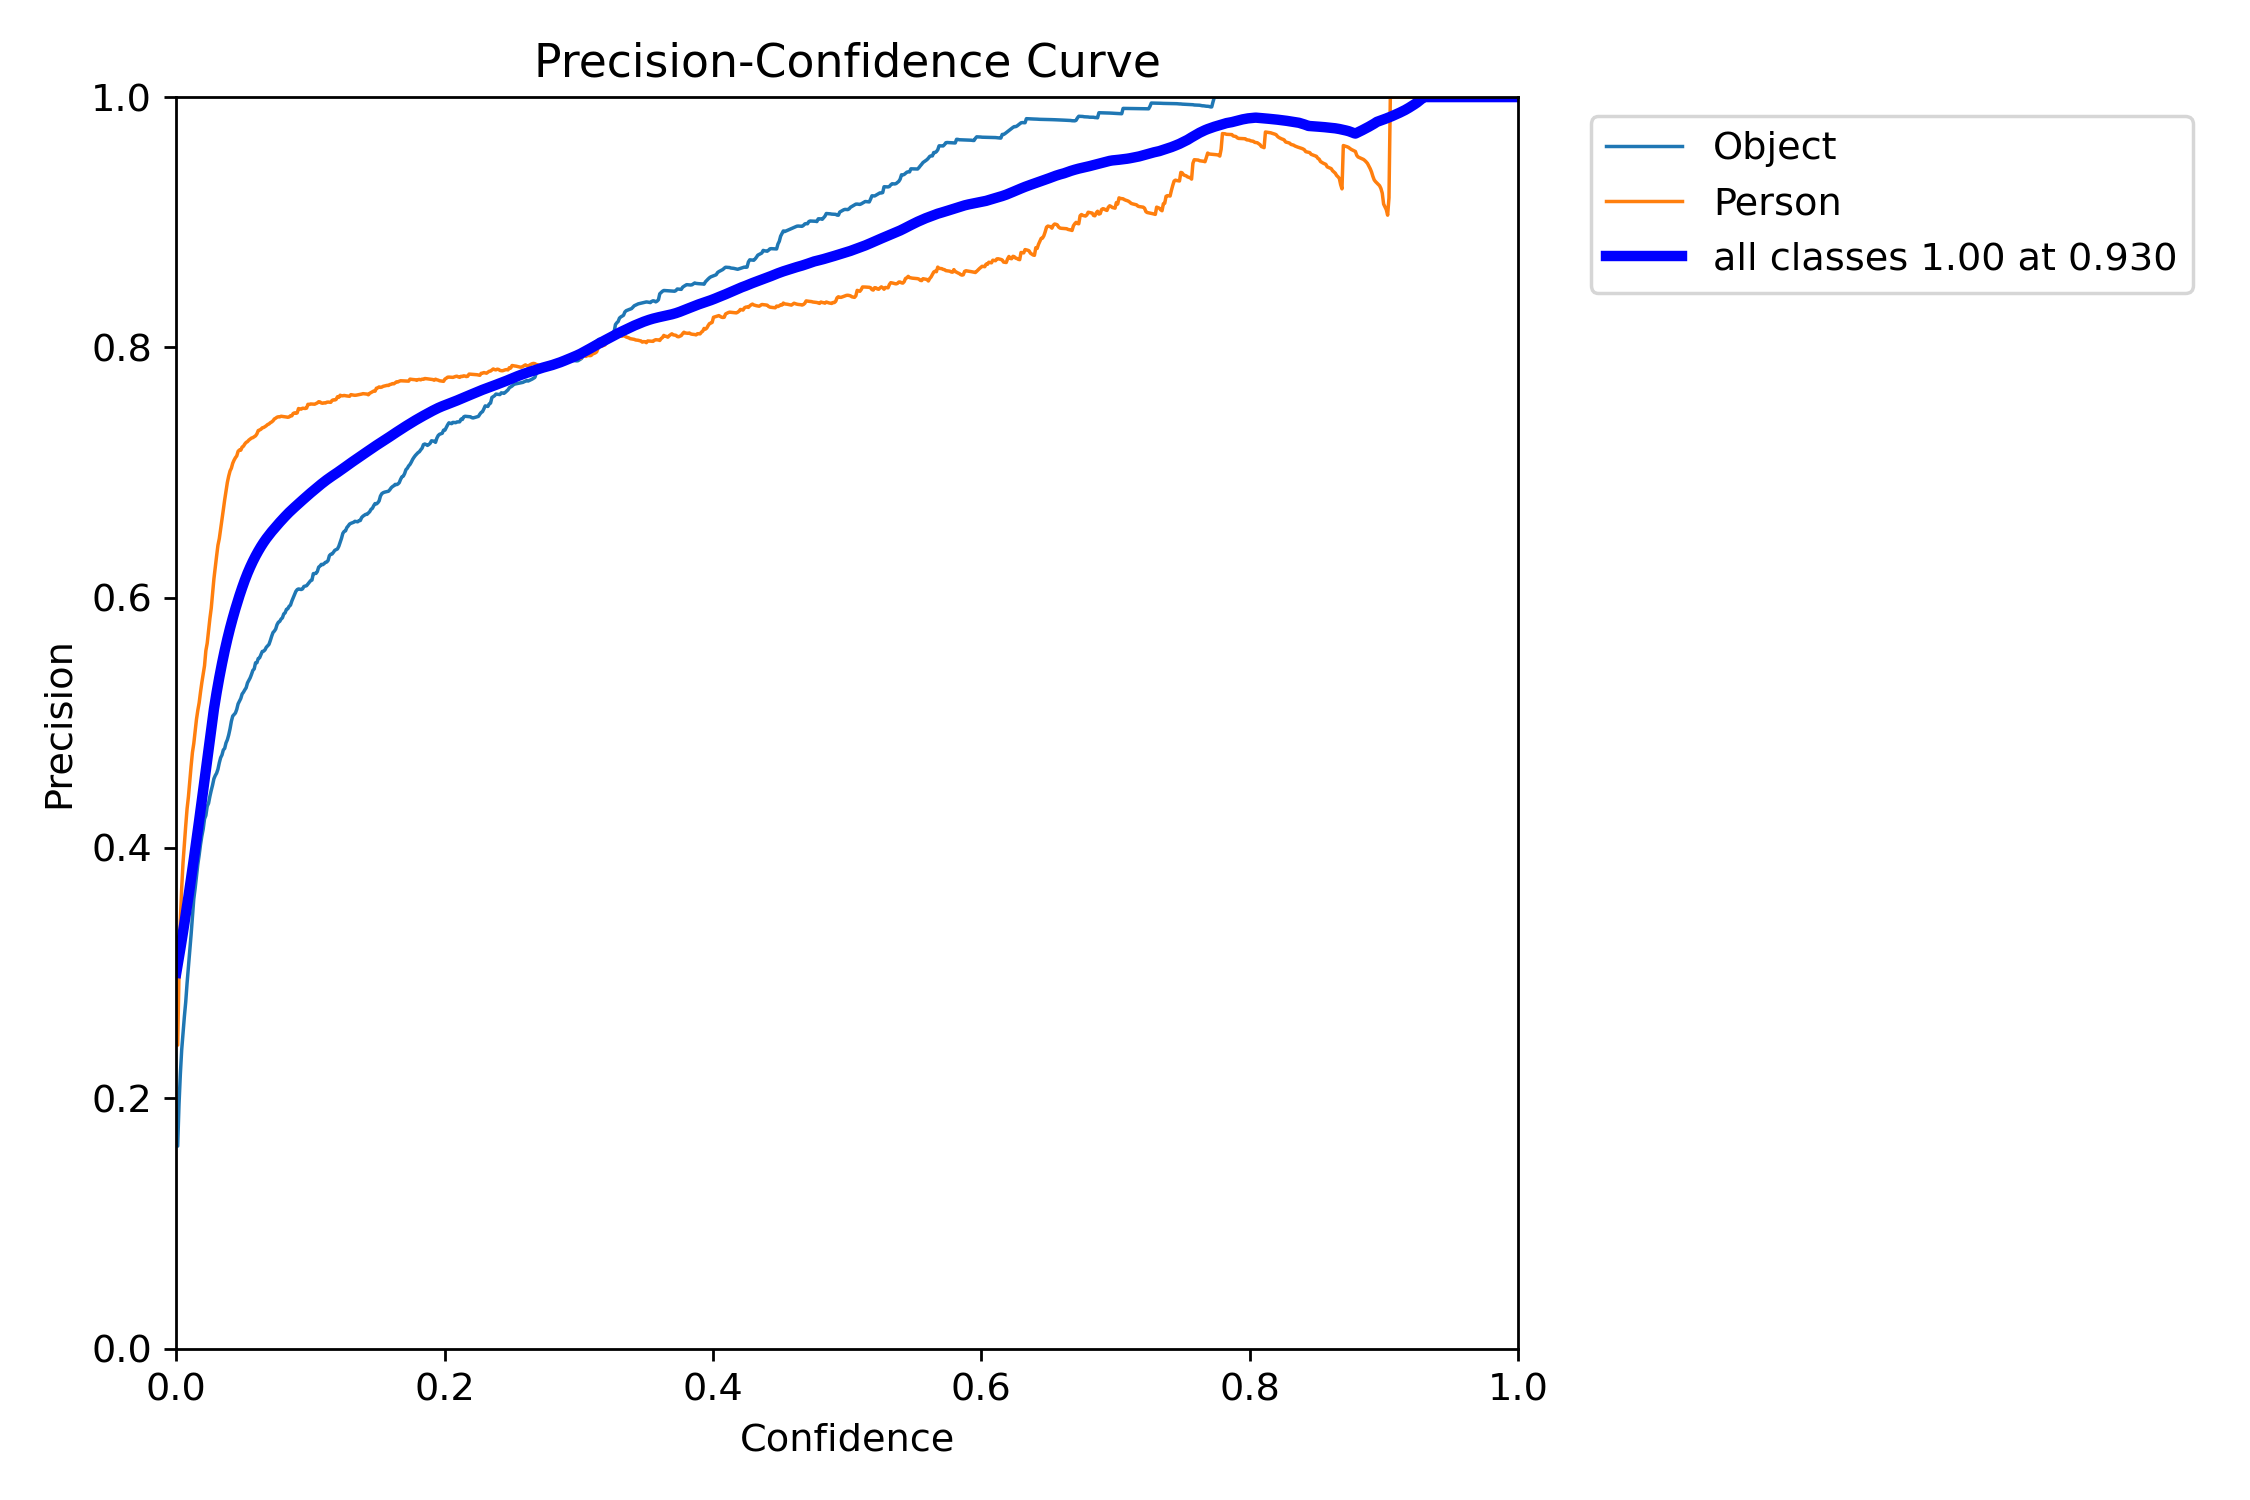 Precision-Confidence Curve
1.0
0.8
0.6
0.4
0.2
0.0
Precision
0.0 0.2 0.4 0.6 0.8 1.0
Confidence
Object
Person
all classes 1.00 at 0.930